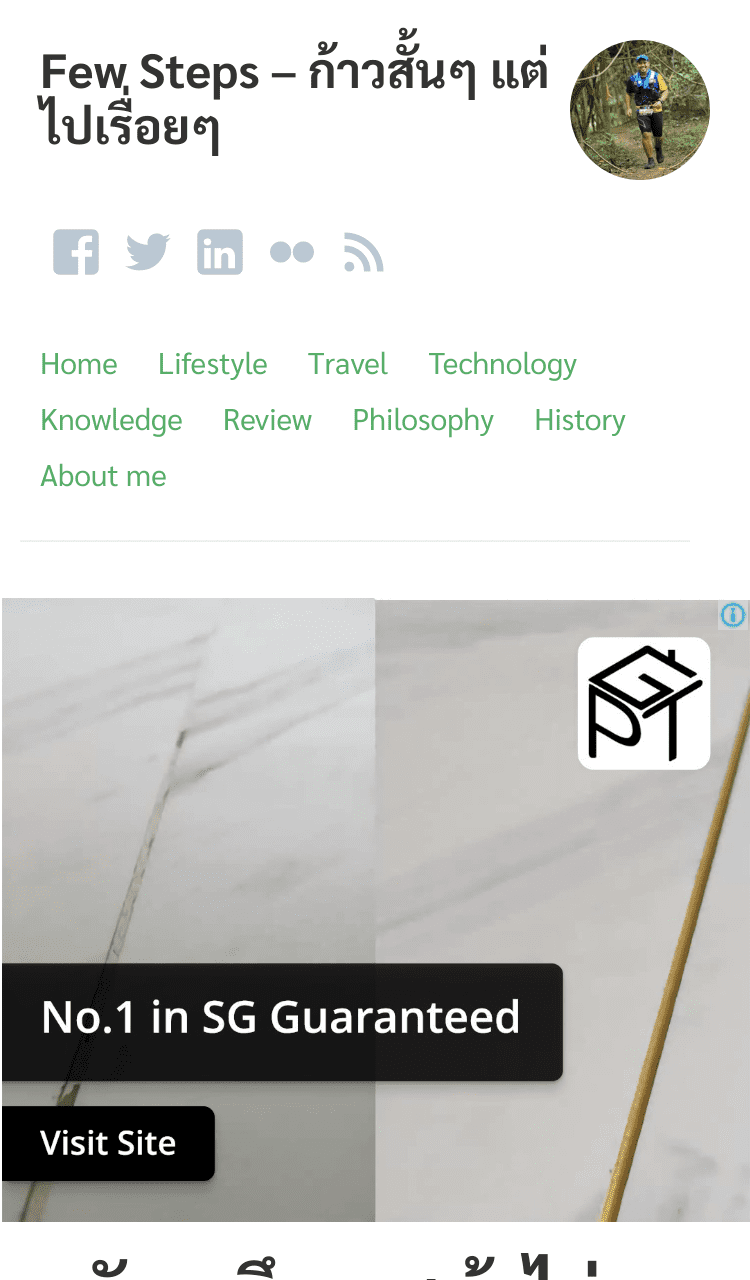 Few Steps – ก้าวสั้นๆ แต่
ไปเรื่อยๆ
Home Lifestyle Travel Technology
Knowledge Review Philosophy History
About me
PGT
No.1 in SG Guaranteed
Visit Site